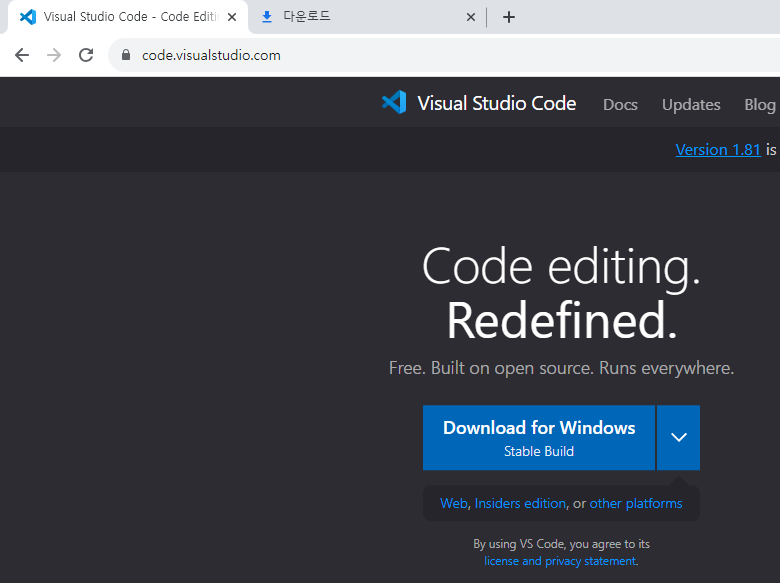 Visual Studio Code - Code Editi
다운로드
code.visualstudio.com
Visual Studio Code Docs Updates Blog
Version 1.81 is
Code editing.
Redefined.
Free. Built on open source. Runs everywhere.
Download for Windows
Stable Build
Web, Insiders edition, or other platforms
By using VS Code, you agree to its
license and privacy statement.